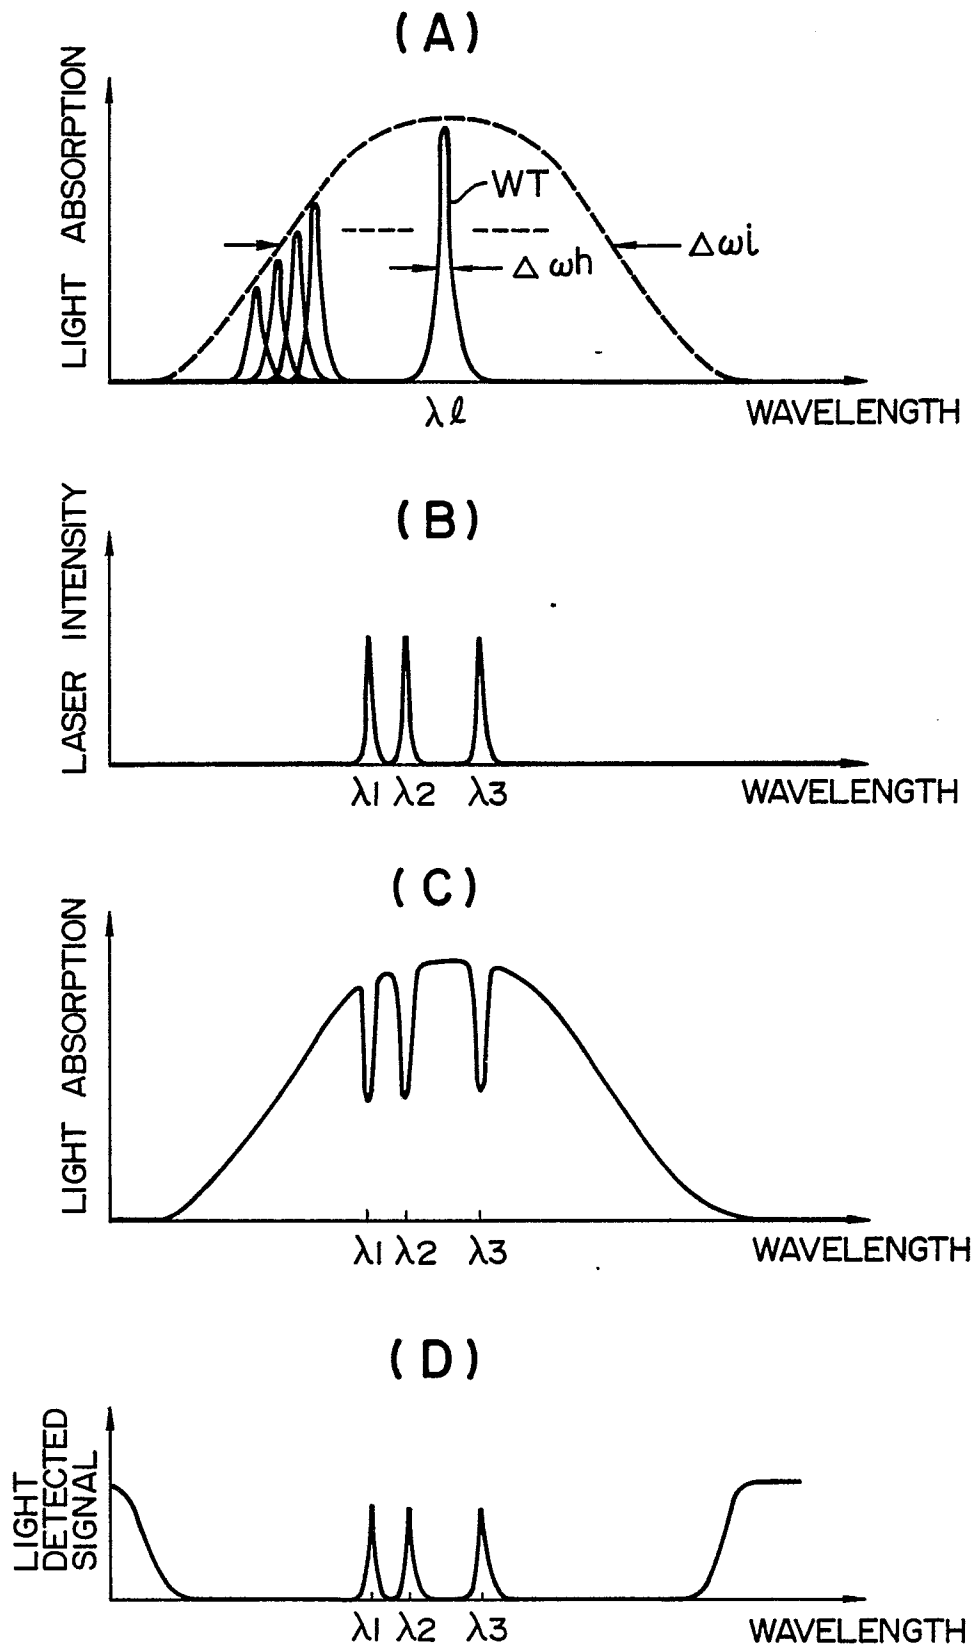 (A)
LIGHT ABSORPTION
WT
Δωi
Δωh
λℓ
WAVELENGTH
(B)
LASER INTENSITY
λ1 λ2 λ3
WAVELENGTH
(C)
LIGHT ABSORPTION
λ1 λ2 λ3
WAVELENGTH
(D)
LIGHT
DETECTED
SIGNAL
λ1 λ2 λ3
WAVELENGTH